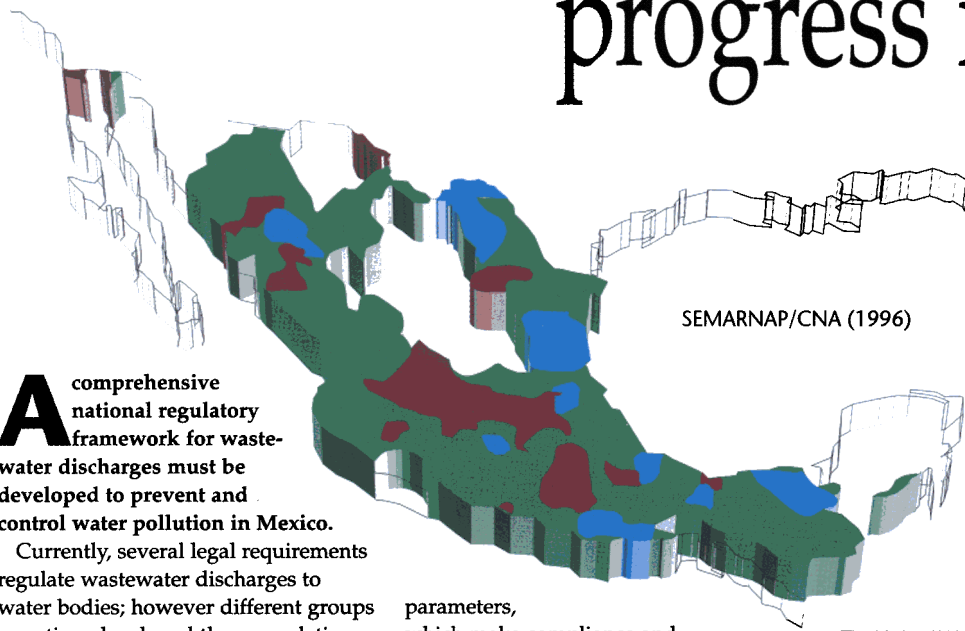 progress
SEMARNAP/CNA (1996)
A comprehensive
national regulatory
framework for waste-
water discharges must be
developed to prevent and
control water pollution in Mexico.
Currently, several legal requirements
regulate wastewater discharges to
water bodies; however different groups
parameters,